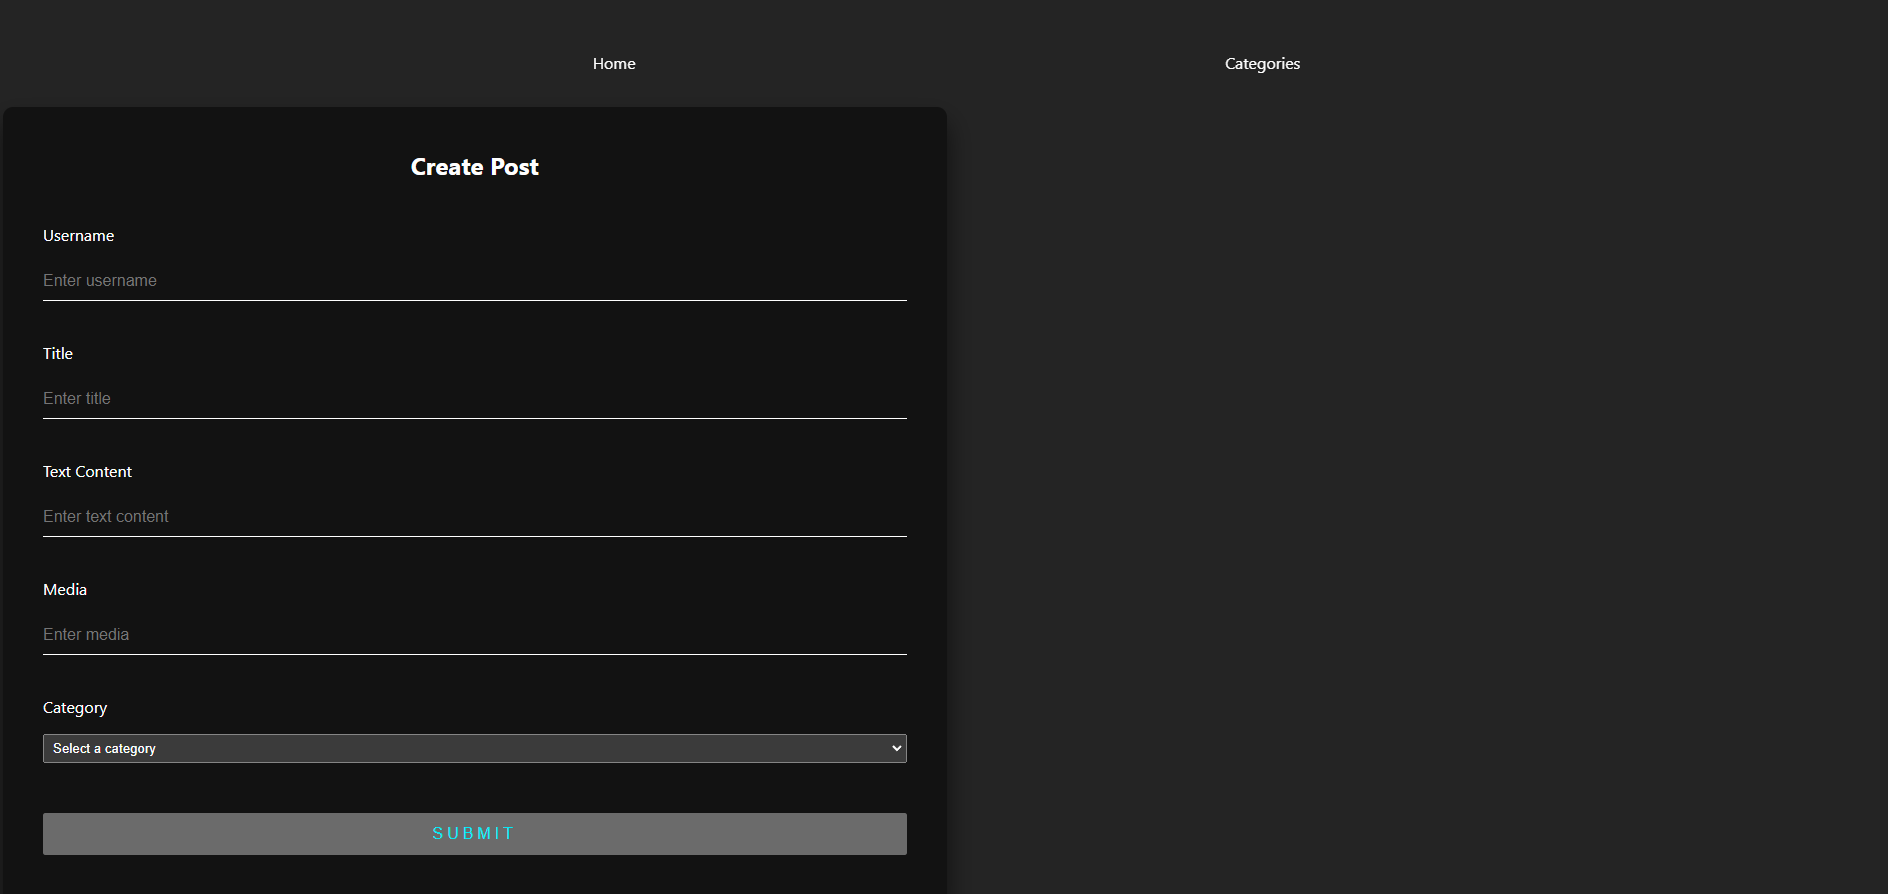 Home Categories
Create Post
Username
Enter username
Title
Enter title
Text Content
Enter text content
Media
Enter media
Category
Select a category
SUBMIT